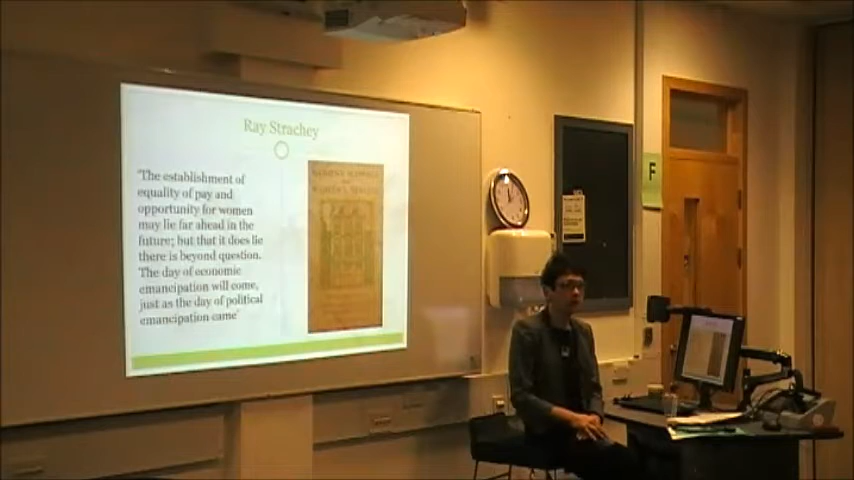 Ray Strachey
'The establishment of
equality of pay and
opportunity for women
may lie far ahead in the
future; but that it does lie
there is beyond question.
The day of economic
emancipation will come,
just as the day of political
emancipation came'
F